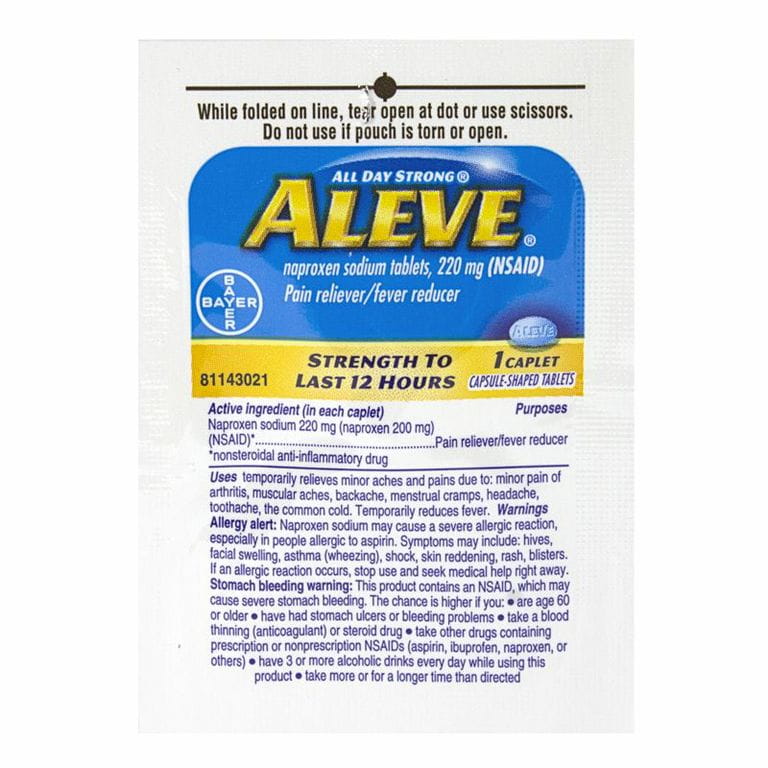 While folded on line, tear open at dot or use scissors.
Do not use if pouch is torn or open.
ALL DAY STRONG®
ALEVE®
naproxen sodium tablets, 220 mg (NSAID)
Pain reliever/fever reducer
BAYER
BAYER
ALEVE
STRENGTH TO
LAST 12 HOURS
1 CAPLET
CAPSULE-SHAPED TABLETS
81143021
Active ingredient (in each caplet) Purposes
Naproxen sodium 220 mg (naproxen 200 mg)
(NSAID)*..........................................Pain reliever/fever reducer
*nonsteroidal anti-inflammatory drug
Uses temporarily relieves minor aches and pains due to: minor pain of
arthritis, muscular aches, backache, menstrual cramps, headache,
toothache, the common cold. Temporarily reduces fever. Warnings
Allergy alert: Naproxen sodium may cause a severe allergic reaction,
especially in people allergic to aspirin. Symptoms may include: hives,
facial swelling, asthma (wheezing), shock, skin reddening, rash, blisters.
If an allergic reaction occurs, stop use and seek medical help right away.
Stomach bleeding warning: This product contains an NSAID, which may
cause severe stomach bleeding. The chance is higher if you: ● are age 60
or older ● have had stomach ulcers or bleeding problems ● take a blood
thinning (anticoagulant) or steroid drug ● take other drugs containing
prescription or nonprescription NSAIDs (aspirin, ibuprofen, naproxen, or
others) ● have 3 or more alcoholic drinks every day while using this
product ● take more or for a longer time than directed